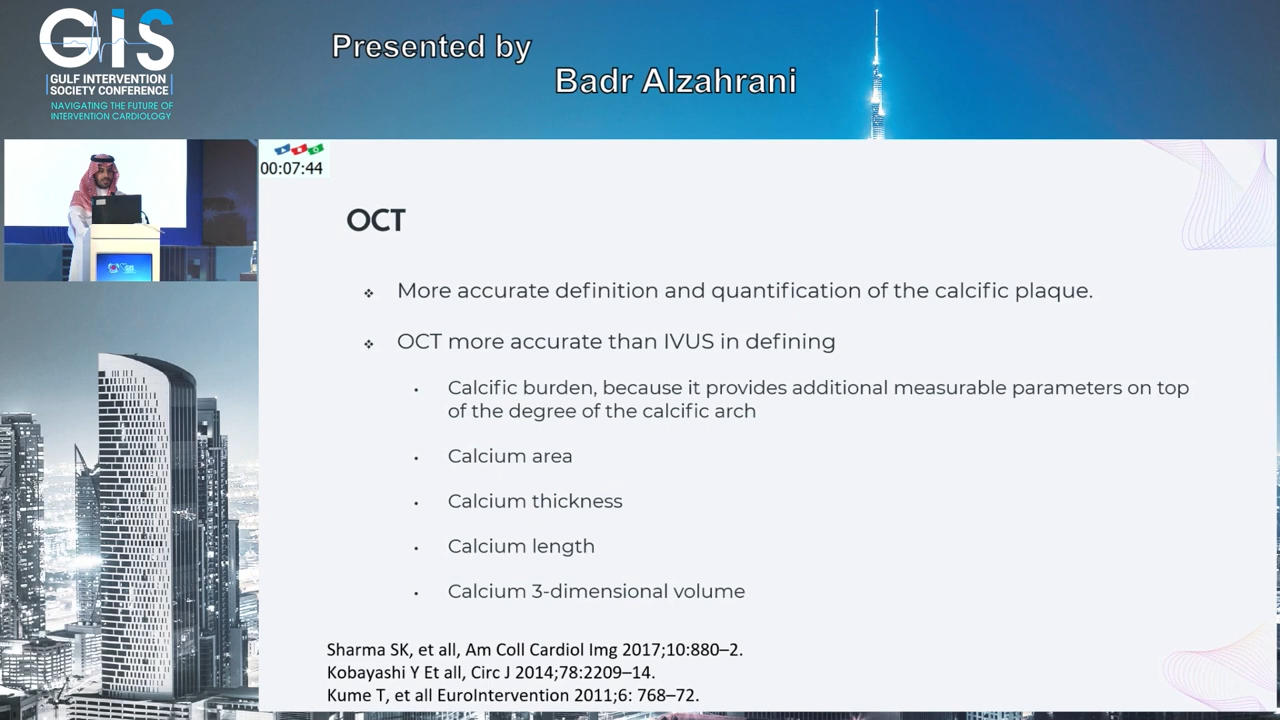 GIS
GULF INTERVENTION
SOCIETY CONFERENCE
NAVIGATING THE FUTURE OF
INTERVENTION CARDIOLOGY
Presented by
Badr Alzahrani
00:07:44
OCT
❖ More accurate definition and quantification of the calcific plaque.
❖ OCT more accurate than IVUS in defining
• Calcific burden, because it provides additional measurable parameters on top
of the degree of the calcific arch
• Calcium area
• Calcium thickness
• Calcium length
• Calcium 3-dimensional volume
Sharma SK, et all, Am Coll Cardiol Img 2017;10:880–2.
Kobayashi Y Et all, Circ J 2014;78:2209–14.
Kume T, et all EuroIntervention 2011;6: 768–72.